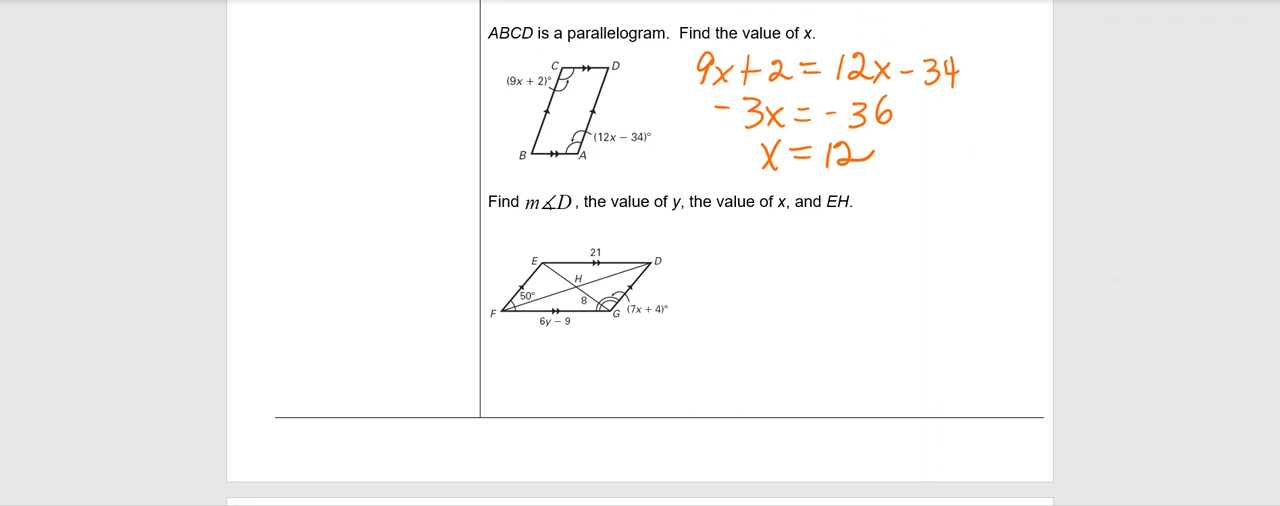 ABCD is a parallelogram. Find the value of x.
C
D
(9x + 2)°
(12x – 34)°
B
A
9x+2=12x-34
-3x=-36
x=12
Find m∡D, the value of y, the value of x, and EH.
21
E
D
H
50°
8
F
G
(7x + 4)°
6y – 9